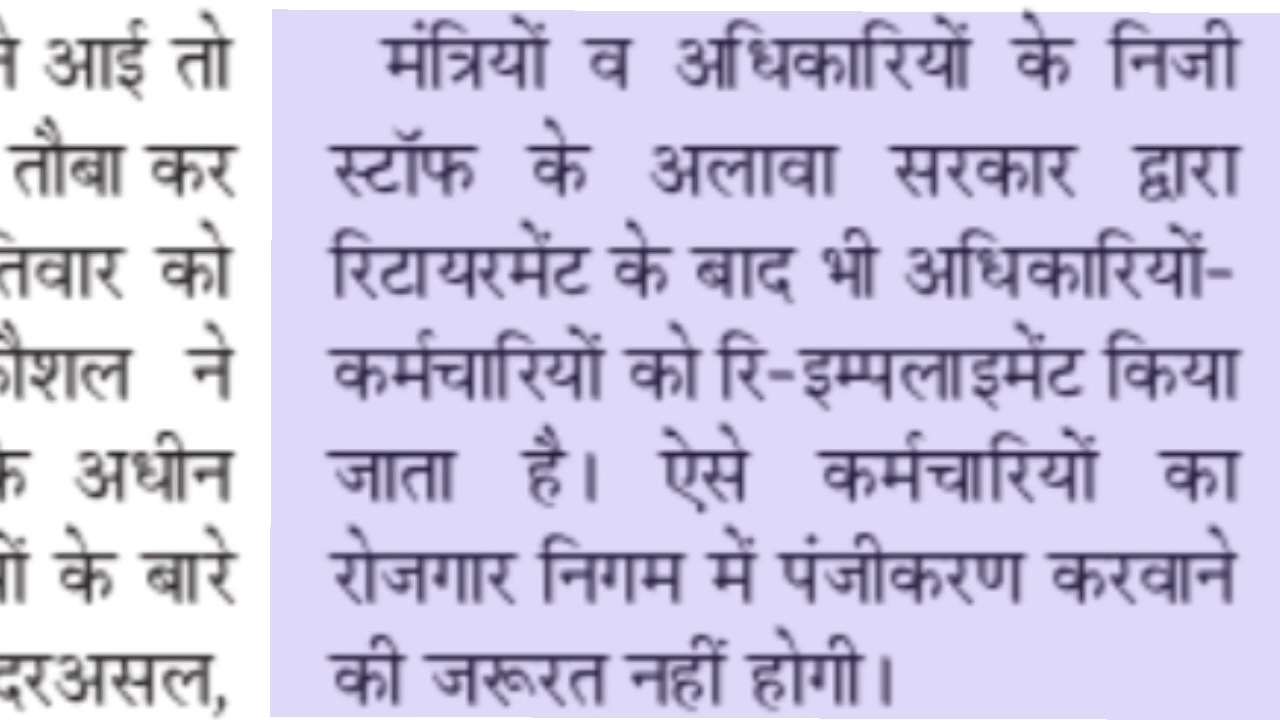 आई तो
तौबा कर
को
ने
अधीन
के बारे
दरअसल,
मंत्रियों व अधिकारियों के निजी
स्टॉफ के अलावा सरकार द्वारा
रिटायरमेंट के बाद भी अधिकारियों-
कर्मचारियों को रि-इम्पलाइमेंट किया
जाता है। ऐसे कर्मचारियों का
रोजगार निगम में पंजीकरण करवाने
की जरूरत नहीं होगी।